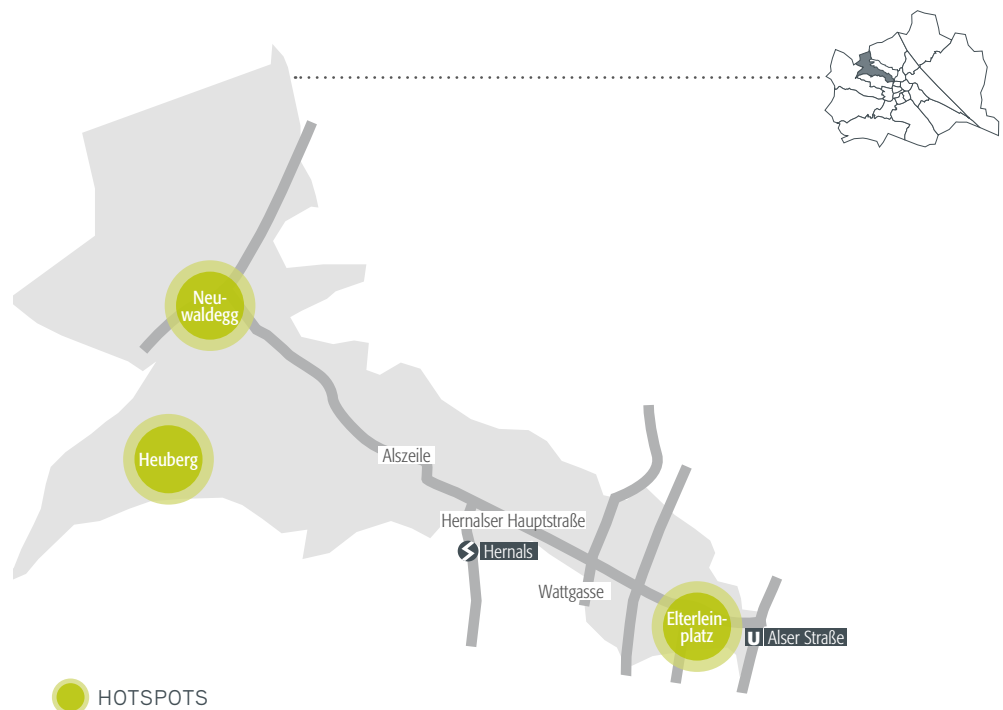 Neu-
waldegg
Heuberg
Alszeile
Hernalser Hauptstraße
Hernals
Wattgasse
Elterlein-
platz
U Alser Straße
HOTSPOTS